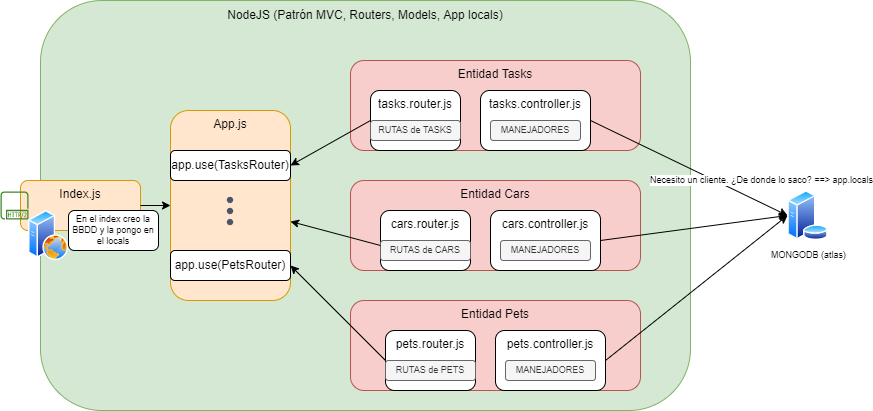 NodeJS (Patrón MVC, Routers, Models, App locals)
Entidad Tasks
tasks.router.js
RUTAS de TASKS
tasks.controller.js
MANEJADORES
App.js
app.use(TasksRouter)
Necesito un cliente. ¿De donde lo saco? ==> app.locals
Index.js
HTTP/2
En el index creo la
BBDD y la pongo en
el locals
Entidad Cars
cars.router.js
RUTAS de CARS
cars.controller.js
MANEJADORES
MONGODB (atlas)
app.use(PetsRouter)
Entidad Pets
pets.router.js
RUTAS de PETS
pets.controller.js
MANEJADORES